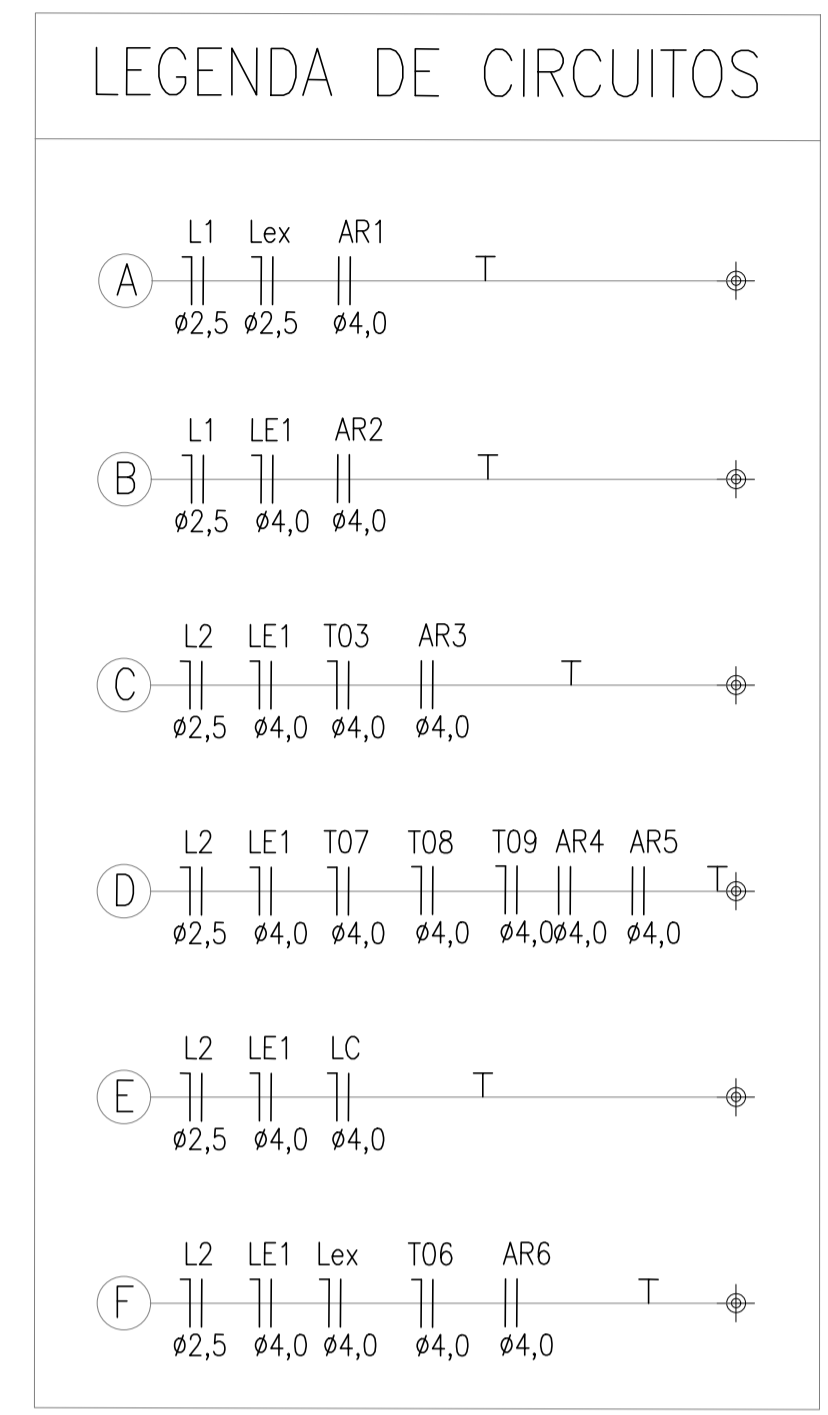 LEGENDA DE CIRCUITOS
L1 Lex AR1
A T
ø2,5 ø2,5 ø4,0
L1 LE1 AR2
B T
ø2,5 ø4,0 ø4,0
L2 LE1 T03 AR3
C T
ø2,5 ø4,0 ø4,0 ø4,0
L2 LE1 T07 T08 T09 AR4 AR5
D T
ø2,5 ø4,0 ø4,0 ø4,0 ø4,0ø4,0 ø4,0
L2 LE1 LC
E T
ø2,5 ø4,0 ø4,0
L2 LE1 Lex T06 AR6
F T
ø2,5 ø4,0 ø4,0 ø4,0 ø4,0